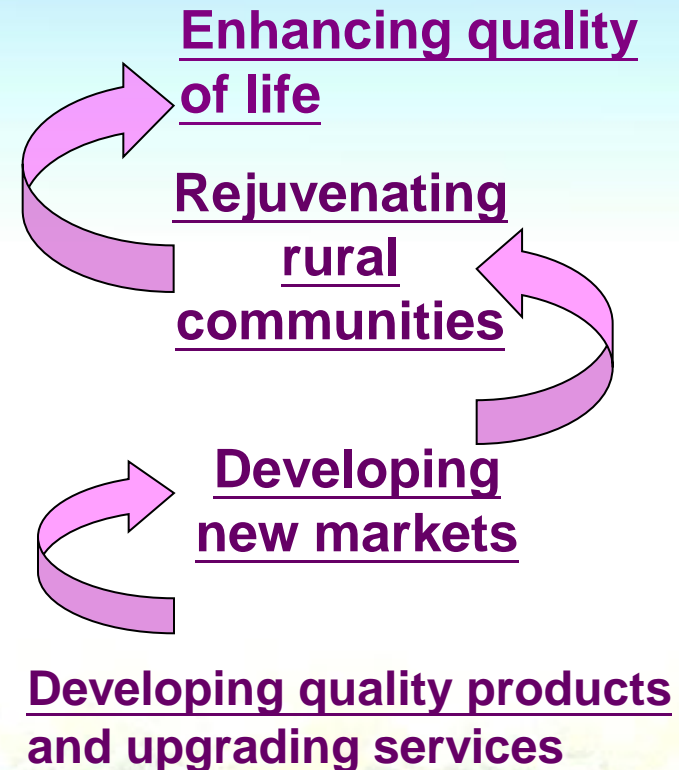 Enhancing quality
of life
Rejuvenating
rural
communities
Developing
new markets
Developing quality products
and upgrading services